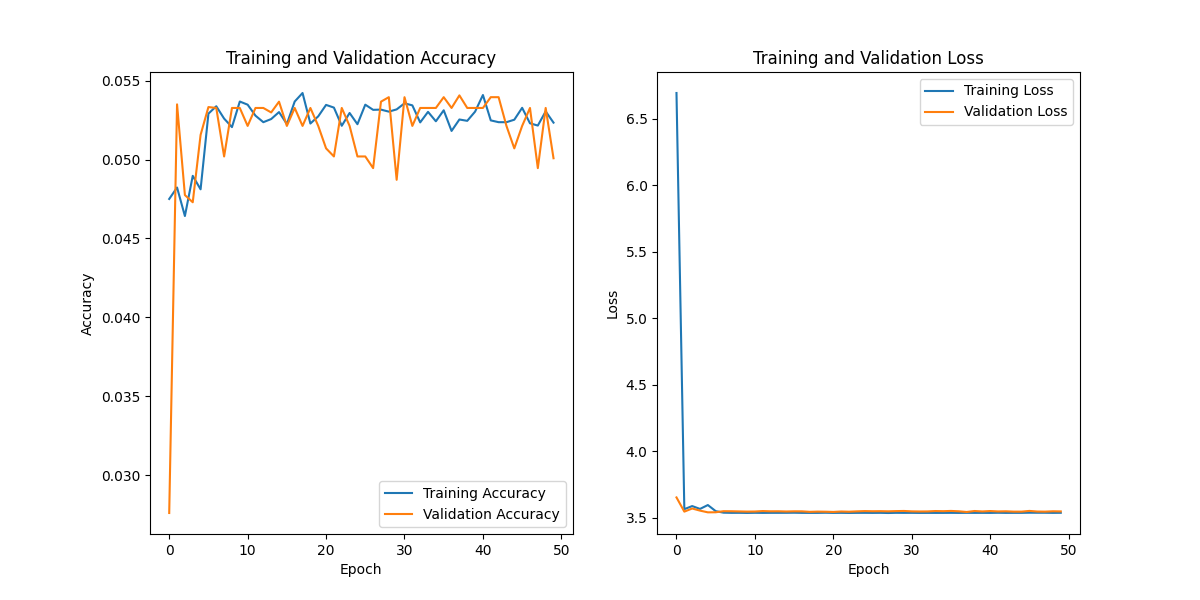 Training and Validation Accuracy
0.055
0.050
0.045
0.040
0.035
0.030
Accuracy
Training Accuracy
Validation Accuracy
0 10 20 30 40 50
Epoch
Training and Validation Loss
6.5
6.0
5.5
5.0
4.5
4.0
3.5
Loss
Training Loss
Validation Loss
0 10 20 30 40 50
Epoch